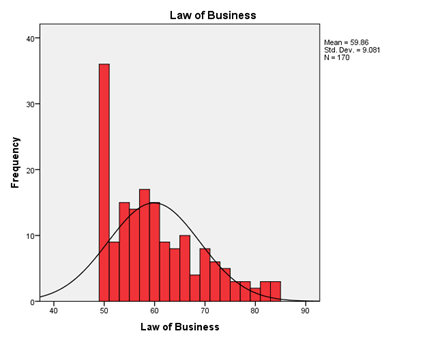 Law of Business
Mean = 59.86
Std. Dev. = 9.081
N = 170
40
30
20
10
0
Frequency
40 50 60 70 80 90
Law of Business